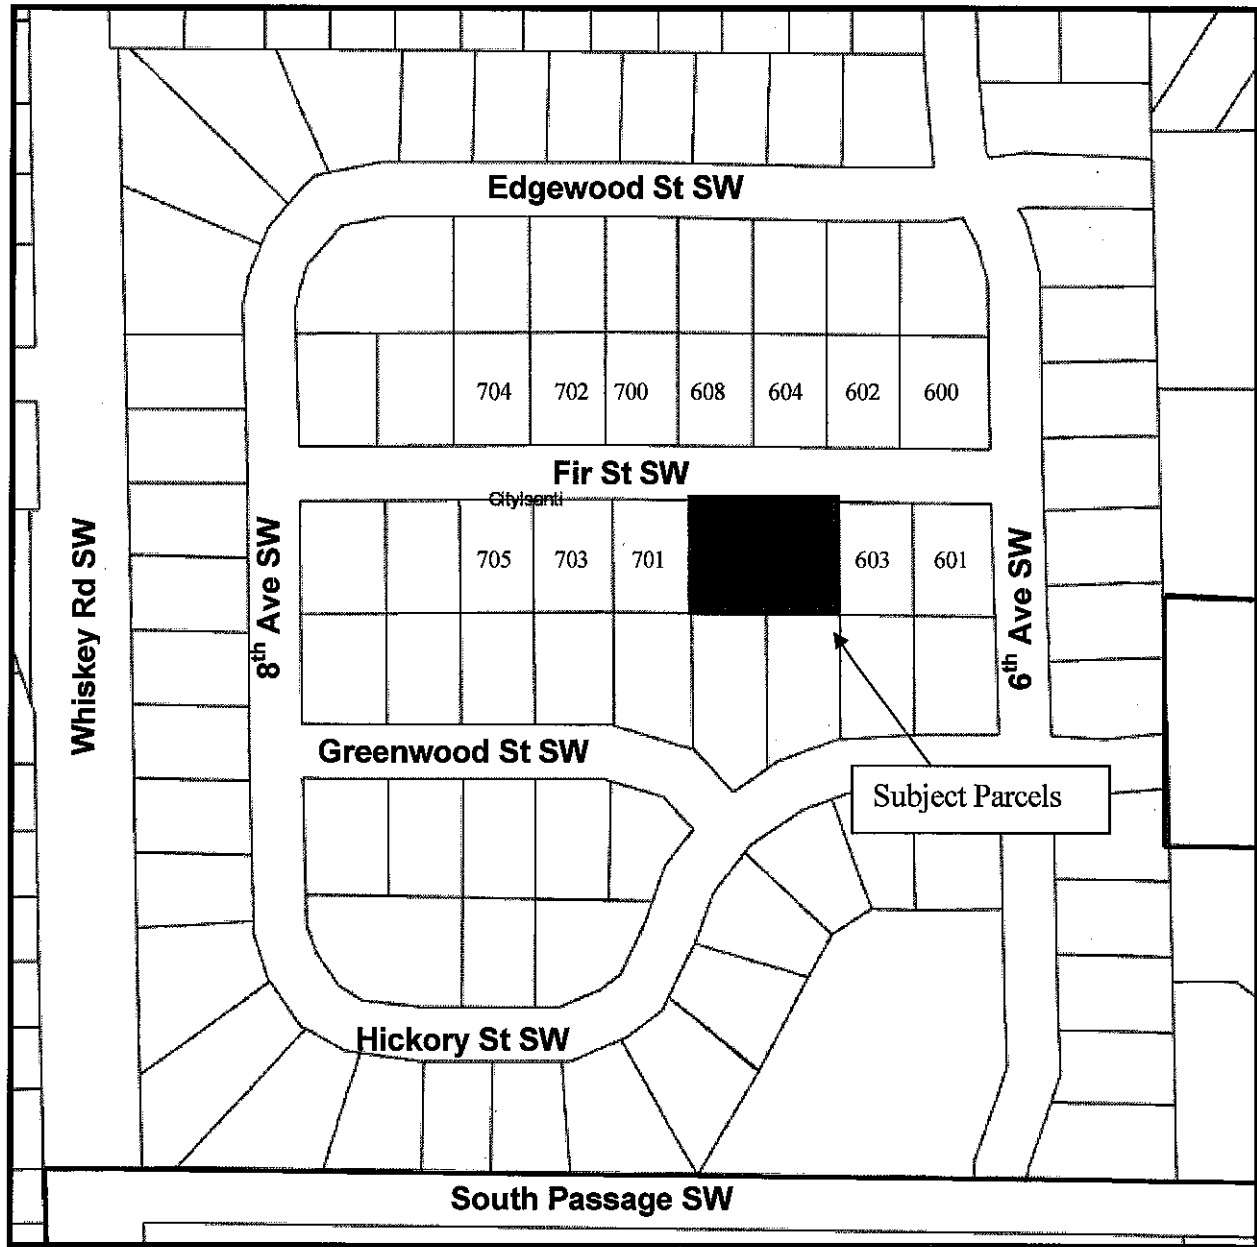 Edgewood St SW
704 702 700 608 604 602 600
Fir St SW
CityIsanti
705 703 701 603 601
Whiskey Rd SW
8th Ave SW
6th Ave SW
Greenwood St SW
Subject Parcels
Hickory St SW
South Passage SW